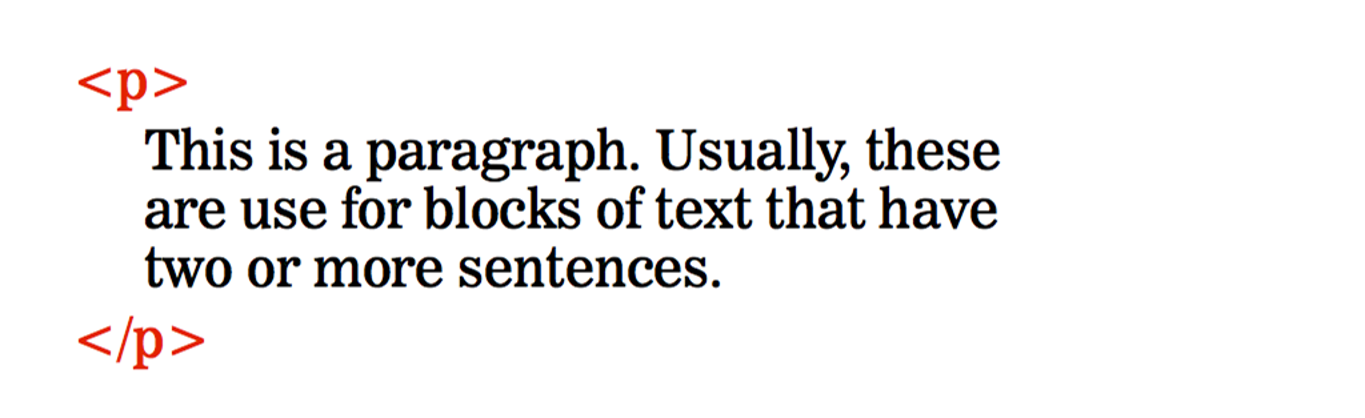 <p>
This is a paragraph. Usually, these
are use for blocks of text that have
two or more sentences.
</p>